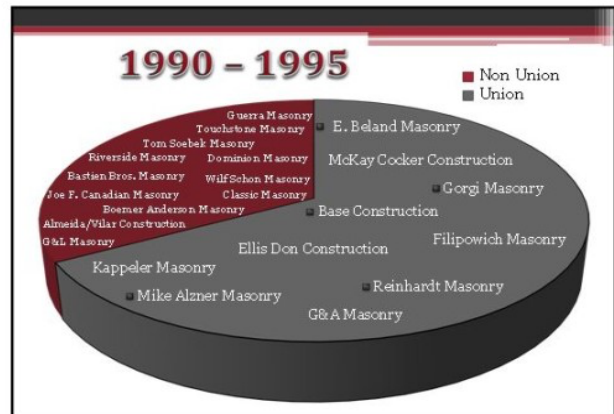 1990 – 1995
Non Union
Union
Guerra Masonry
Touchstone Masonry
Tom Soebek Masonry
Riverside Masonry
Dominion Masonry
Bastien Bros. Masonry
Wilf Schon Masonry
Joe F. Canadian Masonry
Classic Masonry
Boemer Anderson Masonry
Almeida/Vilar Construction
G&L Masonry
E. Beland Masonry
McKay Cocker Construction
Gorgi Masonry
Base Construction
Filipowich Masonry
Ellis Don Construction
Kappeler Masonry
Reinhardt Masonry
Mike Alzner Masonry
G&A Masonry